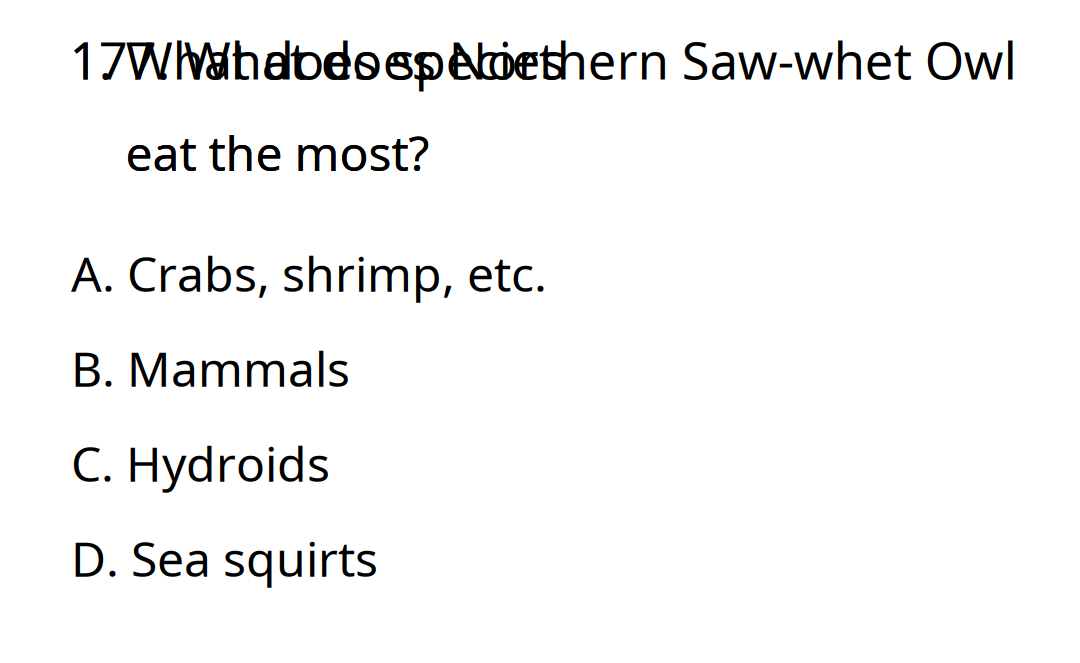 17. What does Northern Saw-whet Owl
eat the most?
A. Crabs, shrimp, etc.
B. Mammals
C. Hydroids
D. Sea squirts